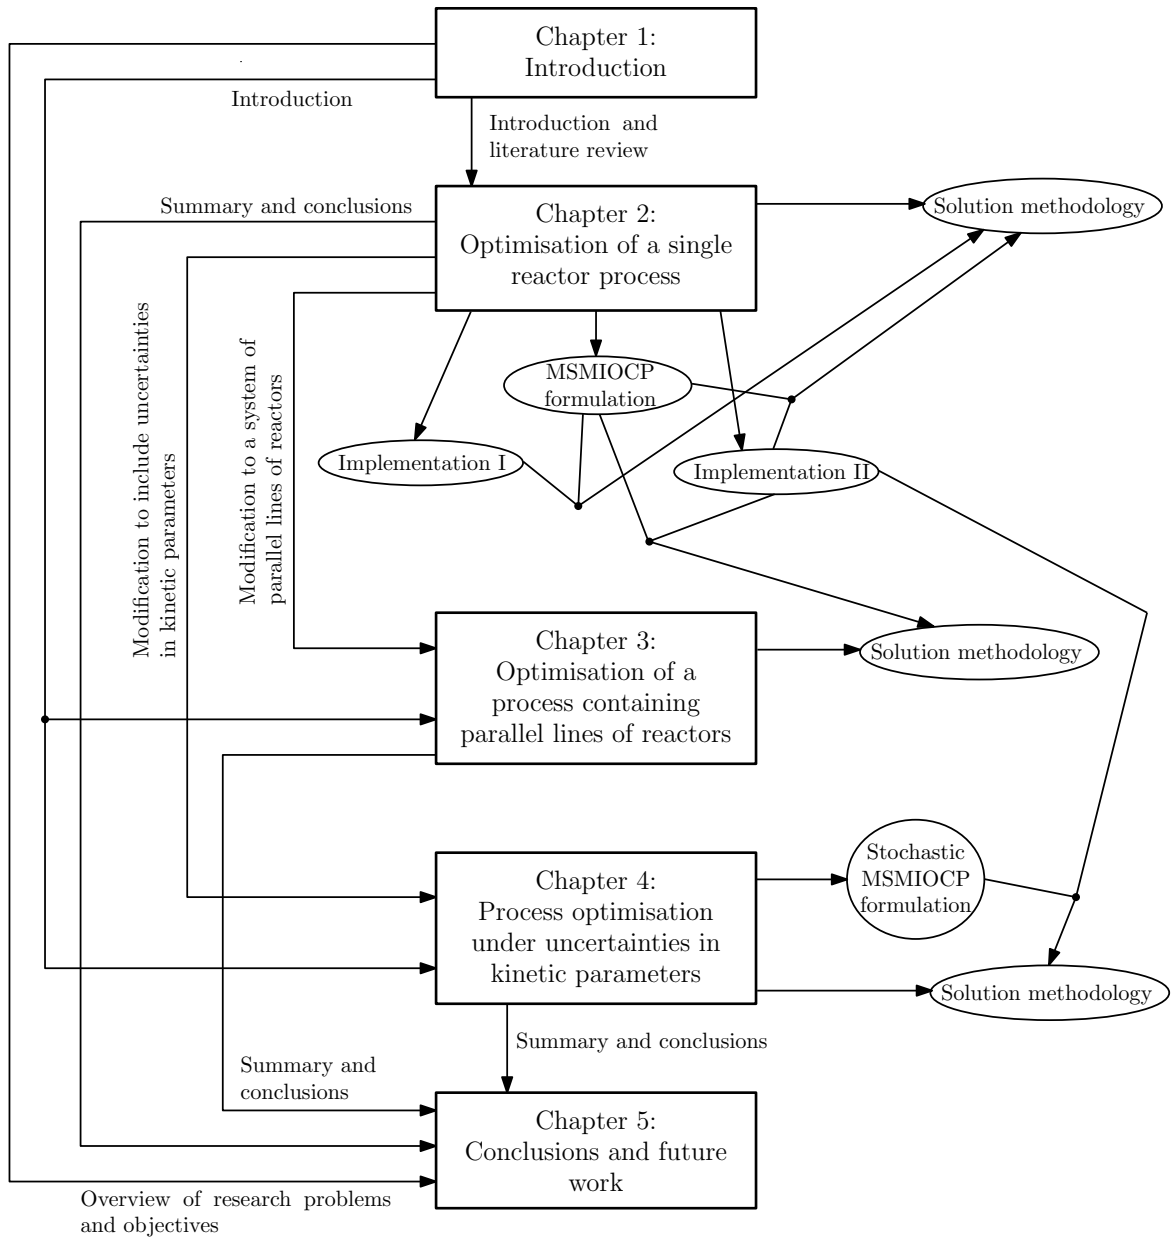 Chapter 1:
Introduction
Introduction
Introduction and
literature review
Summary and conclusions
Chapter 2:
Optimisation of a single
reactor process
Solution methodology
Modification to include uncertainties
in kinetic parameters
Modification to a system of
parallel lines of reactors
MSMIOCP
formulation
Implementation I
Implementation II
Chapter 3:
Optimisation of a
process containing
parallel lines of reactors
Solution methodology
Chapter 4:
Process optimisation
under uncertainties in
kinetic parameters
Stochastic
MSMIOCP
formulation
Solution methodology
Summary and conclusions
Summary and
conclusions
Chapter 5:
Conclusions and future
work
Overview of research problems
and objectives